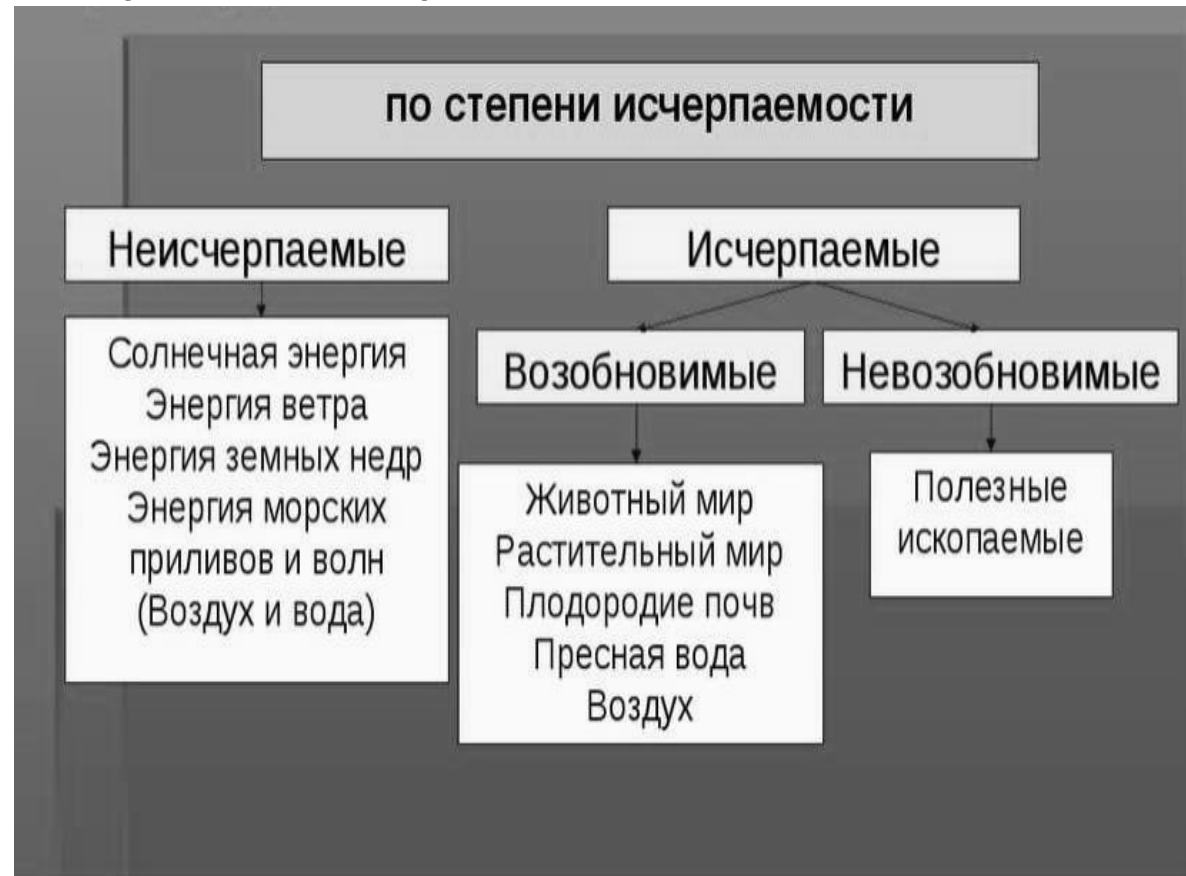 по степени исчерпаемости
Неисчерпаемые
Солнечная энергия
Энергия ветра
Энергия земных недр
Энергия морских
приливов и волн
(Воздух и вода)
Исчерпаемые
Возобновимые
Животный мир
Растительный мир
Плодородие почв
Пресная вода
Воздух
Невозобновимые
Полезные
ископаемые